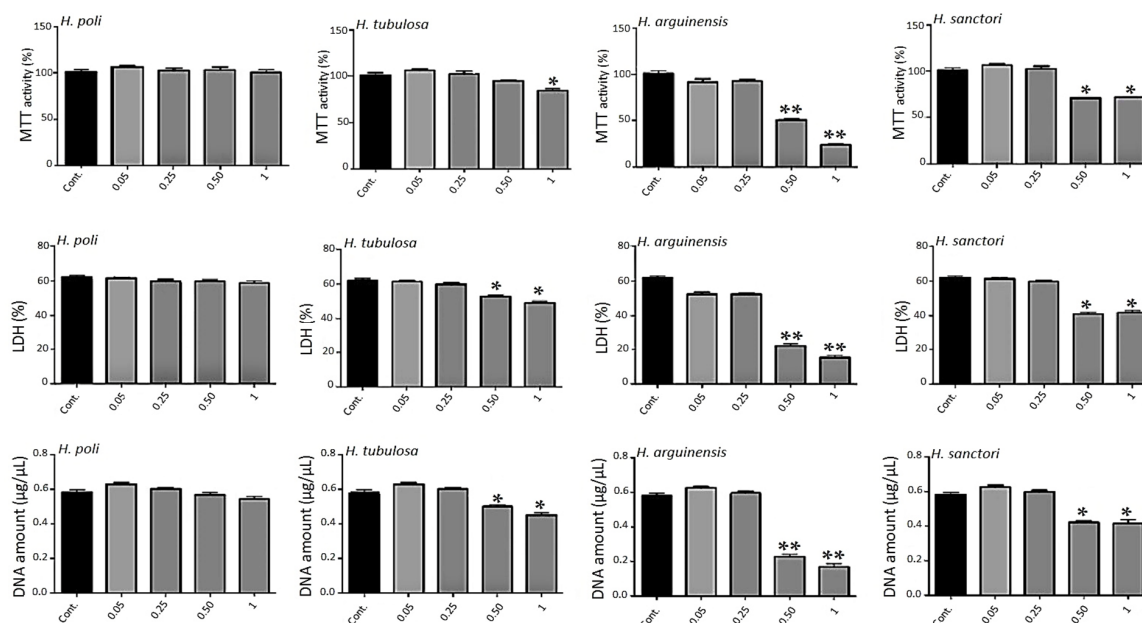 H. poli
MTT activity (%)
150
100
50
0
Cont. 0.05 0.25 0.50 1
H. tubulosa
MTT activity (%)
150
100
50
0
*
Cont. 0.05 0.25 0.50 1
H. arguinensis
MTT activity (%)
150
100
50
0
** **
Cont. 0.05 0.25 0.50 1
H. sanctori
MTT activity (%)
150
100
50
0
* *
Cont. 0.05 0.25 0.50 1
H. poli
LDH (%)
80
60
40
20
0
Cont. 0.05 0.25 0.50 1
H. tubulosa
LDH (%)
80
60
40
20
0
* *
Cont. 0.05 0.25 0.50 1
H. arguinensis
LDH (%)
80
60
40
20
0
** **
Cont. 0.05 0.25 0.50 1
H. sanctori
LDH (%)
80
60
40
20
0
* *
Cont. 0.05 0.25 0.50 1
H. poli
DNA amount (µg/µL)
0.8
0.6
0.4
0.2
0.0
Cont. 0.05 0.25 0.50 1
H. tubulosa
DNA amount (µg/µL)
0.8
0.6
0.4
0.2
0.0
* *
Cont. 0.05 0.25 0.50 1
H. arguinensis
DNA amount (µg/µL)
0.8
0.6
0.4
0.2
0.0
** **
Cont. 0.05 0.25 0.50 1
H. sanctori
DNA amount (µg/µL)
0.8
0.6
0.4
0.2
0.0
* *
Cont. 0.05 0.25 0.50 1